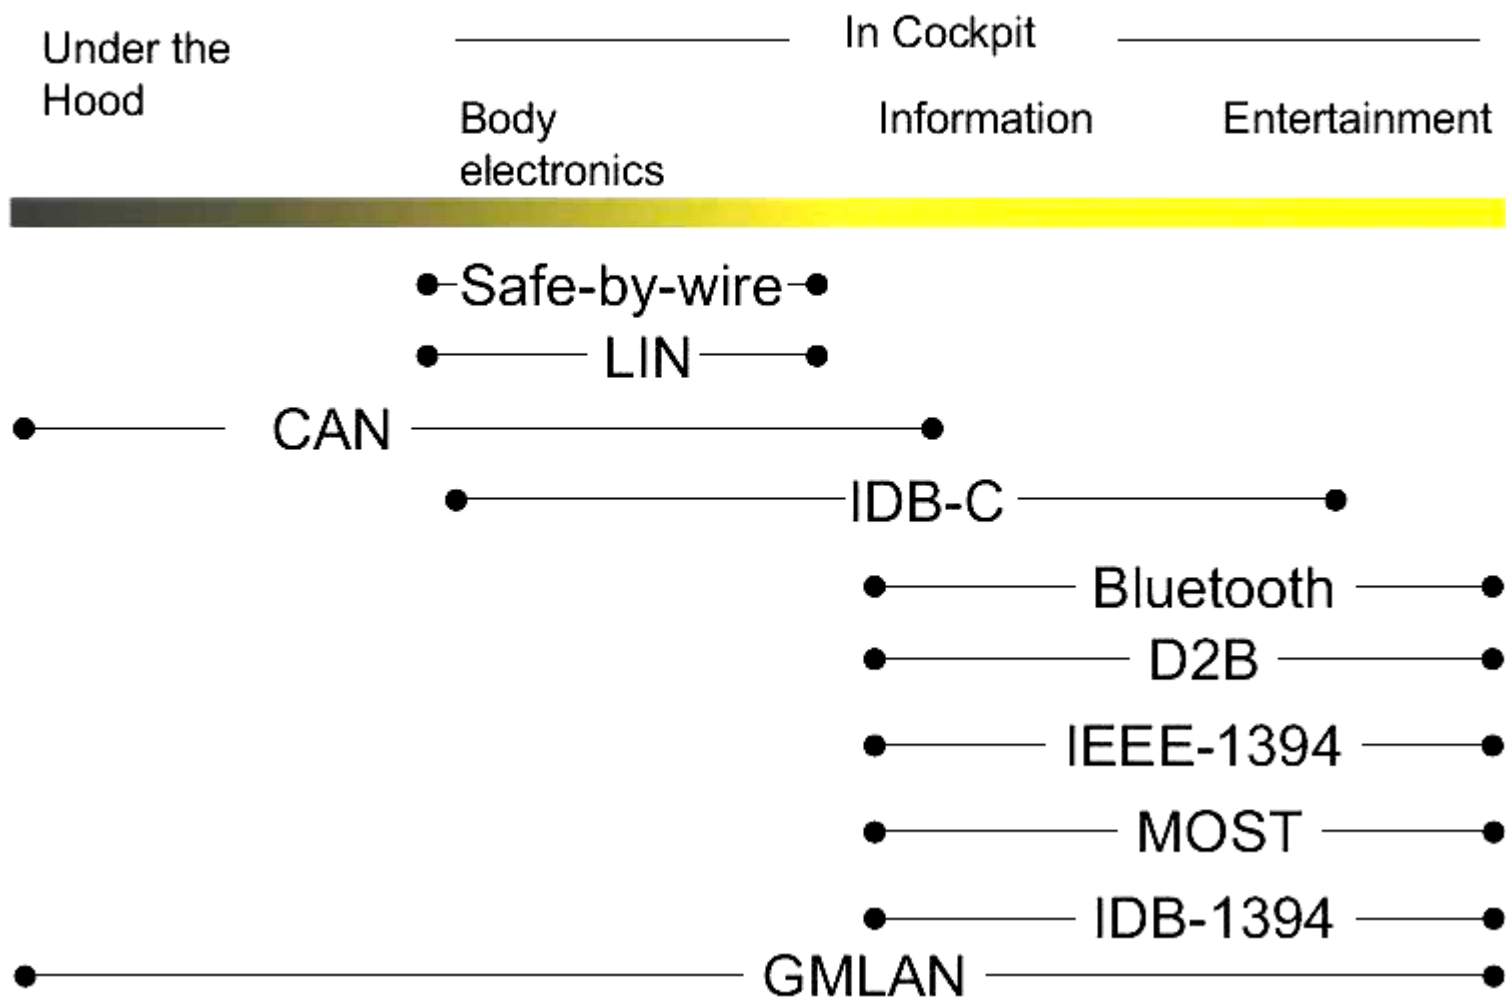 Under the
Hood
In Cockpit
Body
electronics
Information
Entertainment
Safe-by-wire
LIN
CAN
IDB-C
Bluetooth
D2B
IEEE-1394
MOST
IDB-1394
GMLAN